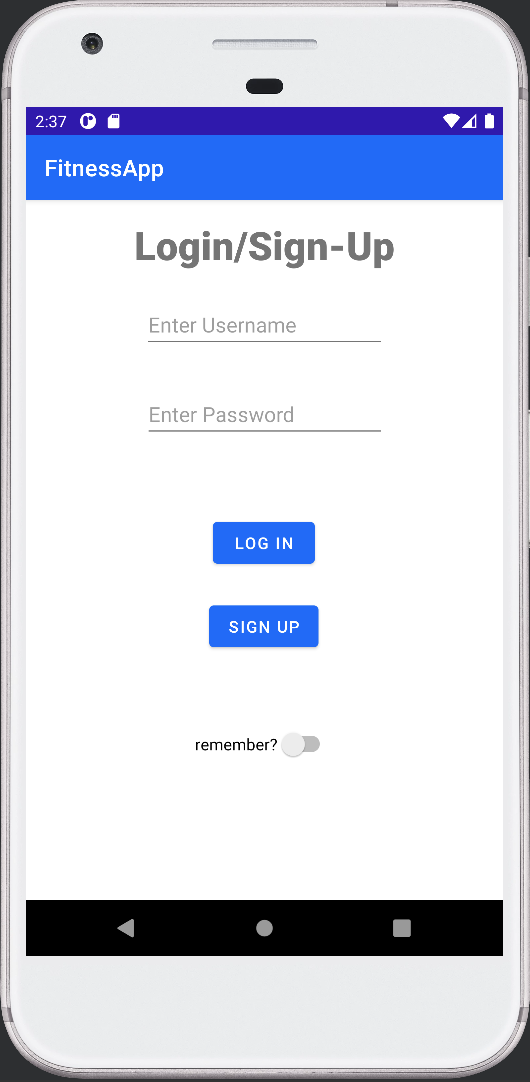 2:37
FitnessApp
Login/Sign-Up
Enter Username
Enter Password
LOG IN
SIGN UP
remember?